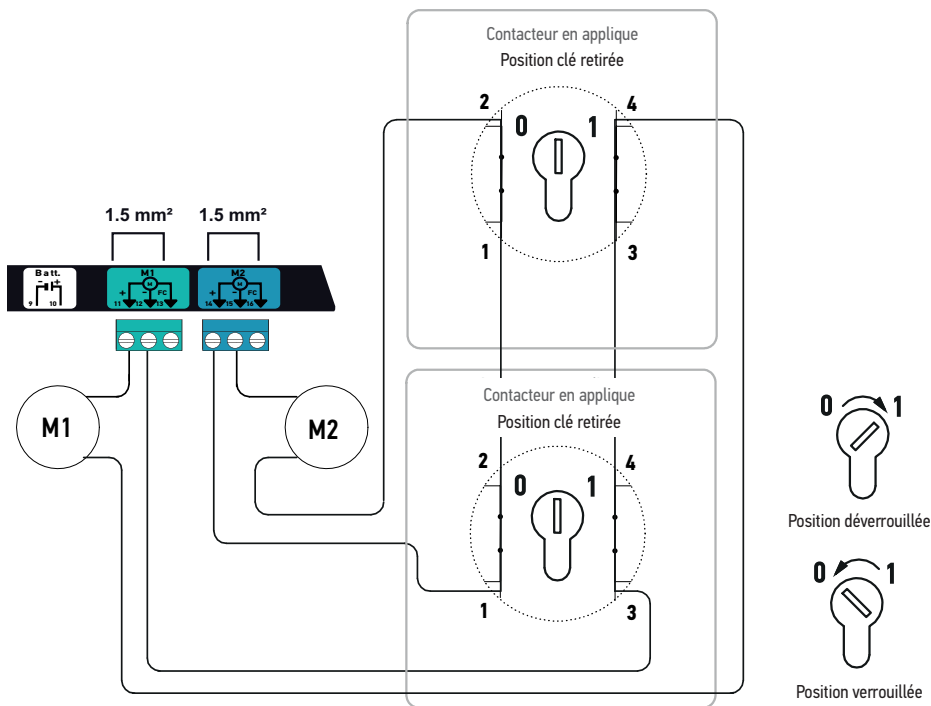 Contacteur en applique
Position clé retirée
2
4
0
1
1
3
1.5 mm²
1.5 mm²
Batt.
- +
9 10
M1
M
+ - FC
11 12 13
M2
M
+ - FC
14 15 16
M1
M2
Contacteur en applique
Position clé retirée
2
4
0
1
1
3
0 1
Position déverrouillée
0 1
Position verrouillée